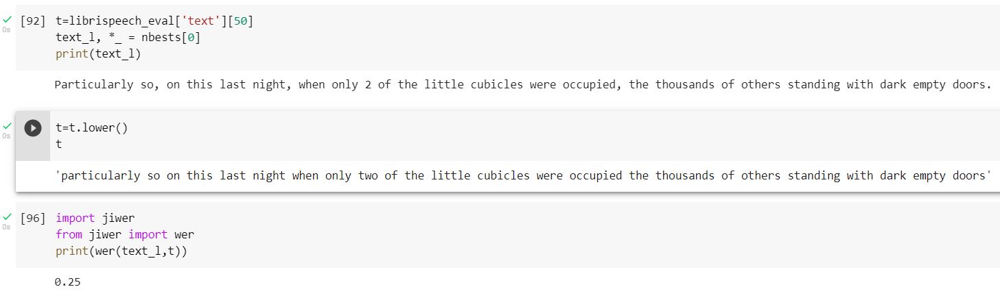 [92] t=librispeech_eval['text'][50]
text_l, *_ = nbests[0]
print(text_l)
0s
Particularly so, on this last night, when only 2 of the little cubicles were occupied, the thousands of others standing with dark empty doors.
t=t.lower()
0s
t
'particularly so on this last night when only two of the little cubicles were occupied the thousands of others standing with dark empty doors'
[96] import jiwer
0s
from jiwer import wer
print(wer(text_l,t))
0.25